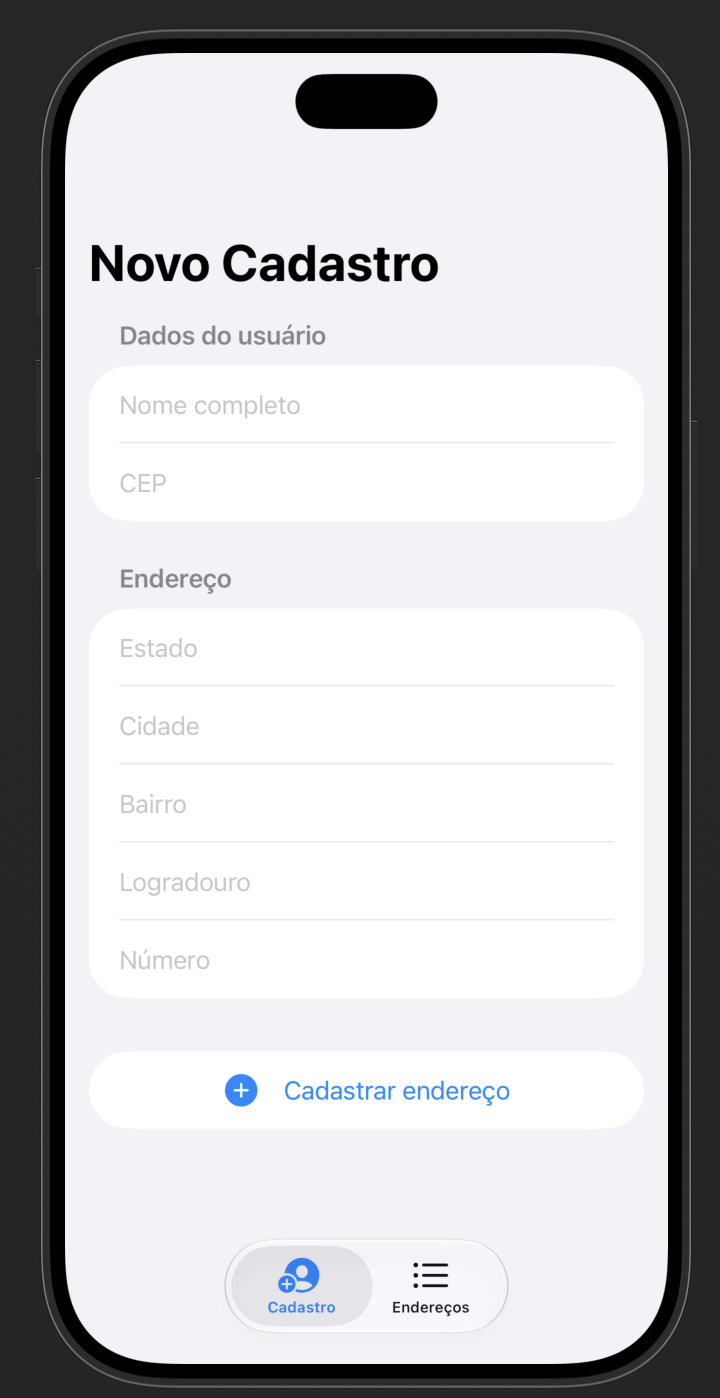 Novo Cadastro
Dados do usuário
Nome completo
CEP
Endereço
Estado
Cidade
Bairro
Logradouro
Número
Cadastrar endereço
Cadastro
Endereços